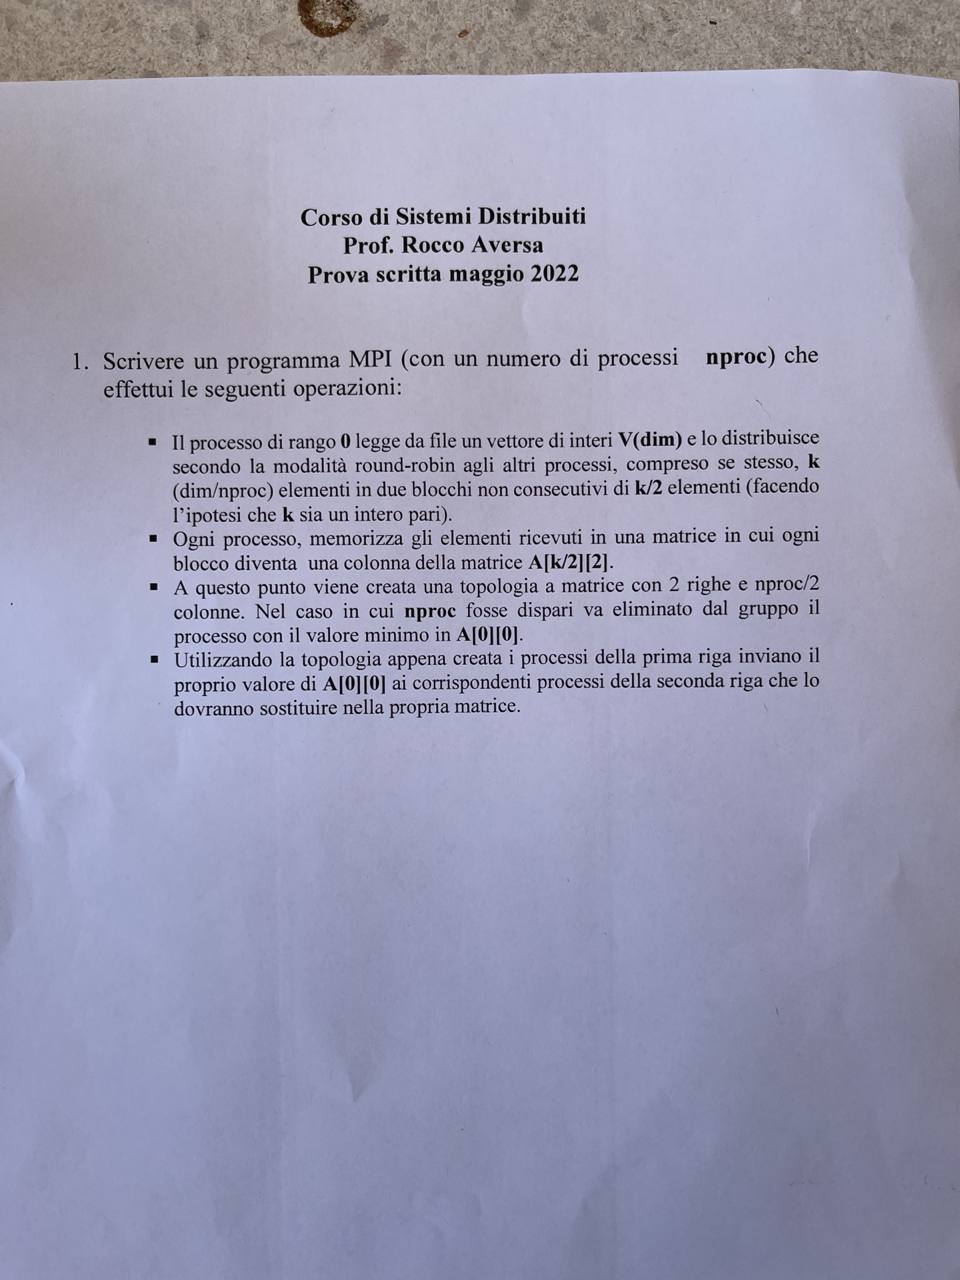 Corso di Sistemi Distribuiti
Prof. Rocco Aversa
Prova scritta maggio 2022
1. Scrivere un programma MPI (con un numero di processi nproc) che
effettui le seguenti operazioni:
▪ Il processo di rango 0 legge da file un vettore di interi V(dim) e lo distribuisce
secondo la modalità round-robin agli altri processi, compreso se stesso, k
(dim/nproc) elementi in due blocchi non consecutivi di k/2 elementi (facendo
l'ipotesi che k sia un intero pari).
▪ Ogni processo, memorizza gli elementi ricevuti in una matrice in cui ogni
blocco diventa una colonna della matrice A[k/2][2].
▪ A questo punto viene creata una topologia a matrice con 2 righe e nproc/2
colonne. Nel caso in cui nproc fosse dispari va eliminato dal gruppo il
processo con il valore minimo in A[0][0].
▪ Utilizzando la topologia appena creata i processi della prima riga inviano il
proprio valore di A[0][0] ai corrispondenti processi della seconda riga che lo
dovranno sostituire nella propria matrice.